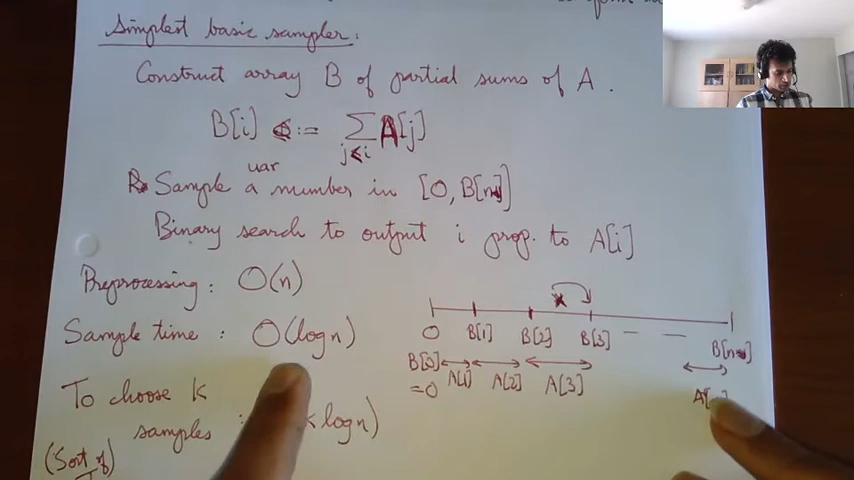 Simplest basic sampler:
Construct array B of partial sums of A.
B[i] := ∑ A[j]
j≤i
uar
Sample a number in [0, B[n]]
Binary search to output i prop. to A[i]
Preprocessing: O(n)
Sample time : O(log n)
0 B[1] B[2] B[3] — — B[n]
B[0] A[1] A[2] A[3]
=0
To choose k
samples : k log n)
(Sort of